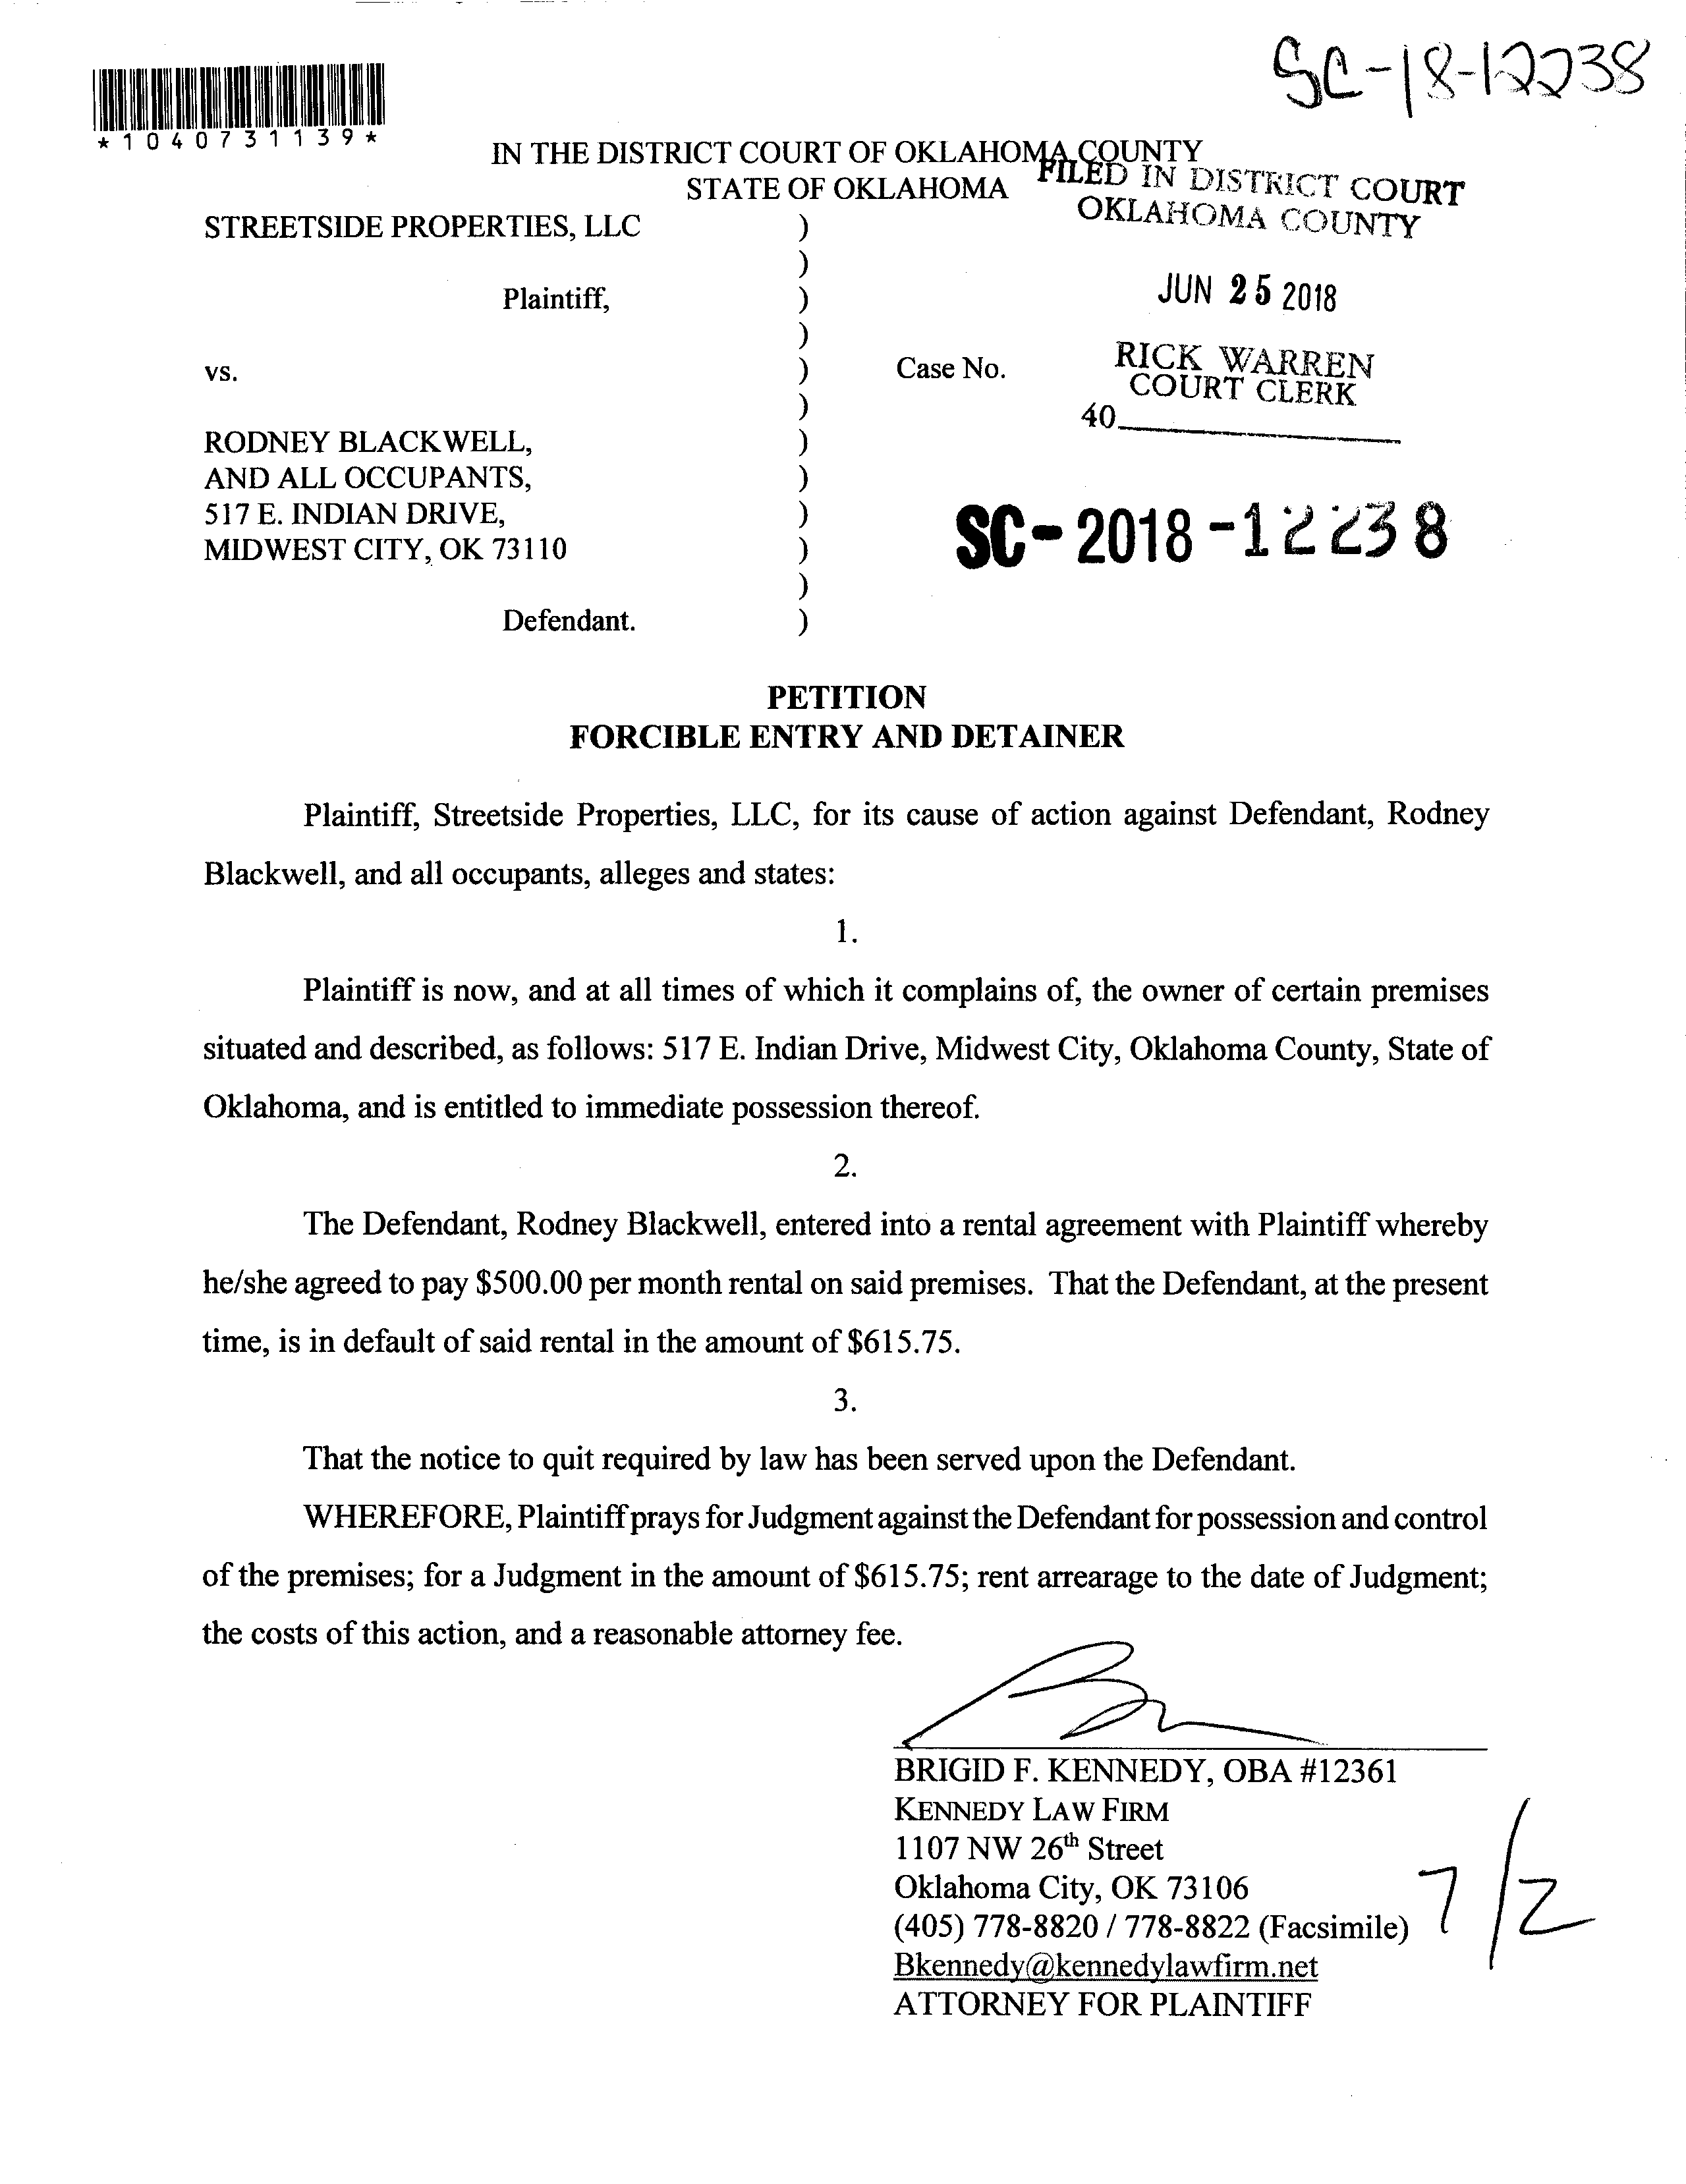 SC-18-12238
*1040731139*
IN THE DISTRICT COURT OF OKLAHOMA COUNTY
STATE OF OKLAHOMA
FILED IN DISTRICT COURT
OKLAHOMA COUNTY
STREETSIDE PROPERTIES, LLC )
)
Plaintiff, )
JUN 25 2018
)
vs. ) Case No.
RICK WARREN
COURT CLERK
40
)
RODNEY BLACKWELL, )
AND ALL OCCUPANTS, )
517 E. INDIAN DRIVE, )
MIDWEST CITY, OK 73110 )
SC-2018-12238
)
Defendant. )
PETITION
FORCIBLE ENTRY AND DETAINER
Plaintiff, Streetside Properties, LLC, for its cause of action against Defendant, Rodney
Blackwell, and all occupants, alleges and states:
1.
Plaintiff is now, and at all times of which it complains of, the owner of certain premises
situated and described, as follows: 517 E. Indian Drive, Midwest City, Oklahoma County, State of
Oklahoma, and is entitled to immediate possession thereof.
2.
The Defendant, Rodney Blackwell, entered into a rental agreement with Plaintiff whereby
he/she agreed to pay $500.00 per month rental on said premises. That the Defendant, at the present
time, is in default of said rental in the amount of $615.75.
3.
That the notice to quit required by law has been served upon the Defendant.
WHEREFORE, Plaintiff prays for Judgment against the Defendant for possession and control
of the premises; for a Judgment in the amount of $615.75; rent arrearage to the date of Judgment;
the costs of this action, and a reasonable attorney fee.
BRIGID F. KENNEDY, OBA #12361
KENNEDY LAW FIRM
1107 NW 26th Street
Oklahoma City, OK 73106
(405) 778-8820 / 778-8822 (Facsimile)
Bkennedy@kennedylawfirm.net
ATTORNEY FOR PLAINTIFF
7/2